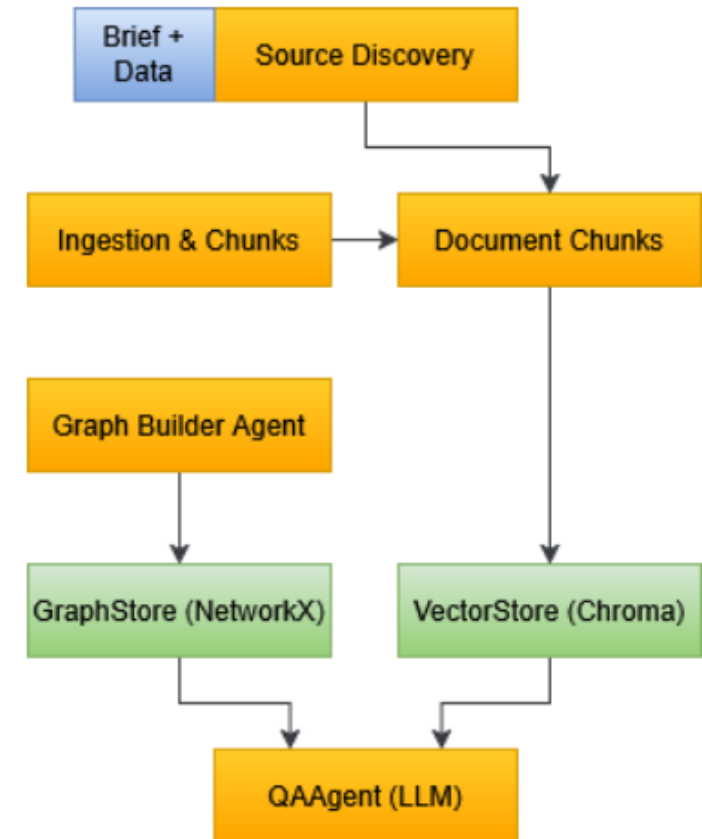 Brief +
Data
Source Discovery
Ingestion & Chunks
Document Chunks
Graph Builder Agent
GraphStore (NetworkX)
VectorStore (Chroma)
QAAgent (LLM)